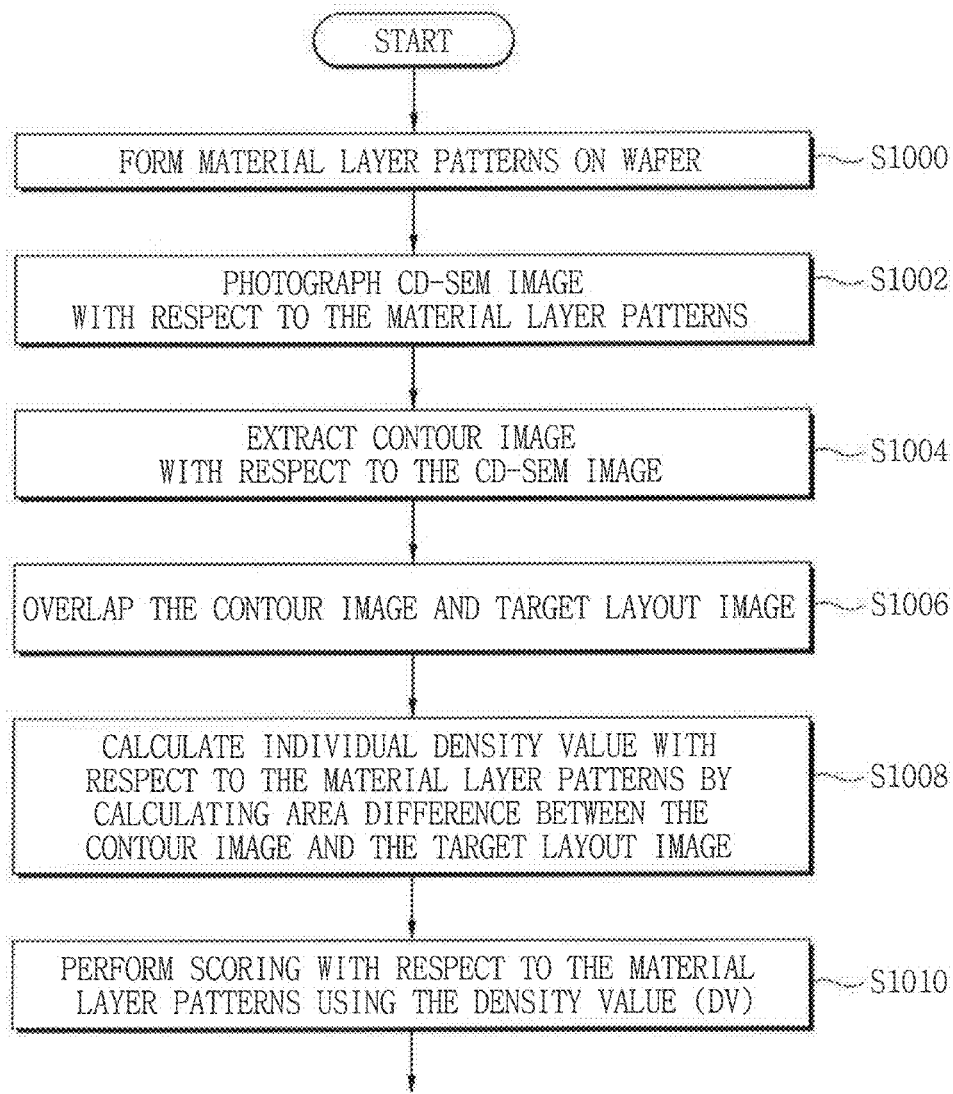 START
FORM MATERIAL LAYER PATTERNS ON WAFER
S1000
PHOTOGRAPH CD-SEM IMAGE
WITH RESPECT TO THE MATERIAL LAYER PATTERNS
S1002
EXTRACT CONTOUR IMAGE
WITH RESPECT TO THE CD-SEM IMAGE
S1004
OVERLAP THE CONTOUR IMAGE AND TARGET LAYOUT IMAGE
S1006
CALCULATE INDIVIDUAL DENSITY VALUE WITH
RESPECT TO THE MATERIAL LAYER PATTERNS BY
CALCULATING AREA DIFFERENCE BETWEEN THE
CONTOUR IMAGE AND THE TARGET LAYOUT IMAGE
S1008
PERFORM SCORING WITH RESPECT TO THE MATERIAL
LAYER PATTERNS USING THE DENSITY VALUE (DV)
S1010